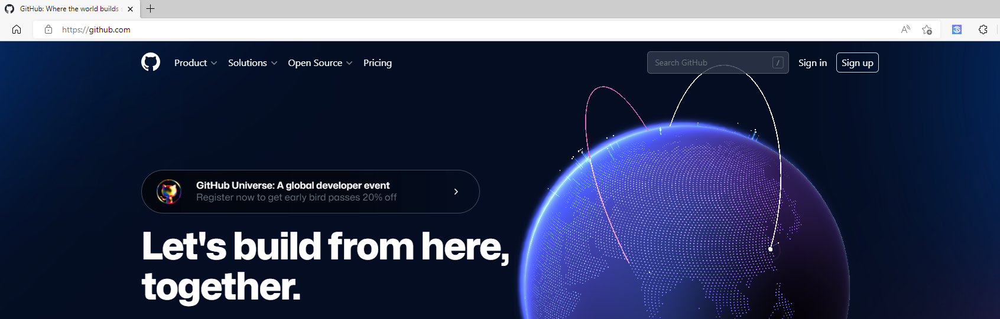 GitHub: Where the world builds
https://github.com
Product
Solutions
Open Source
Pricing
Search GitHub
/
Sign in
Sign up
GitHub Universe: A global developer event
Register now to get early bird passes 20% off
Let's build from here,
together.